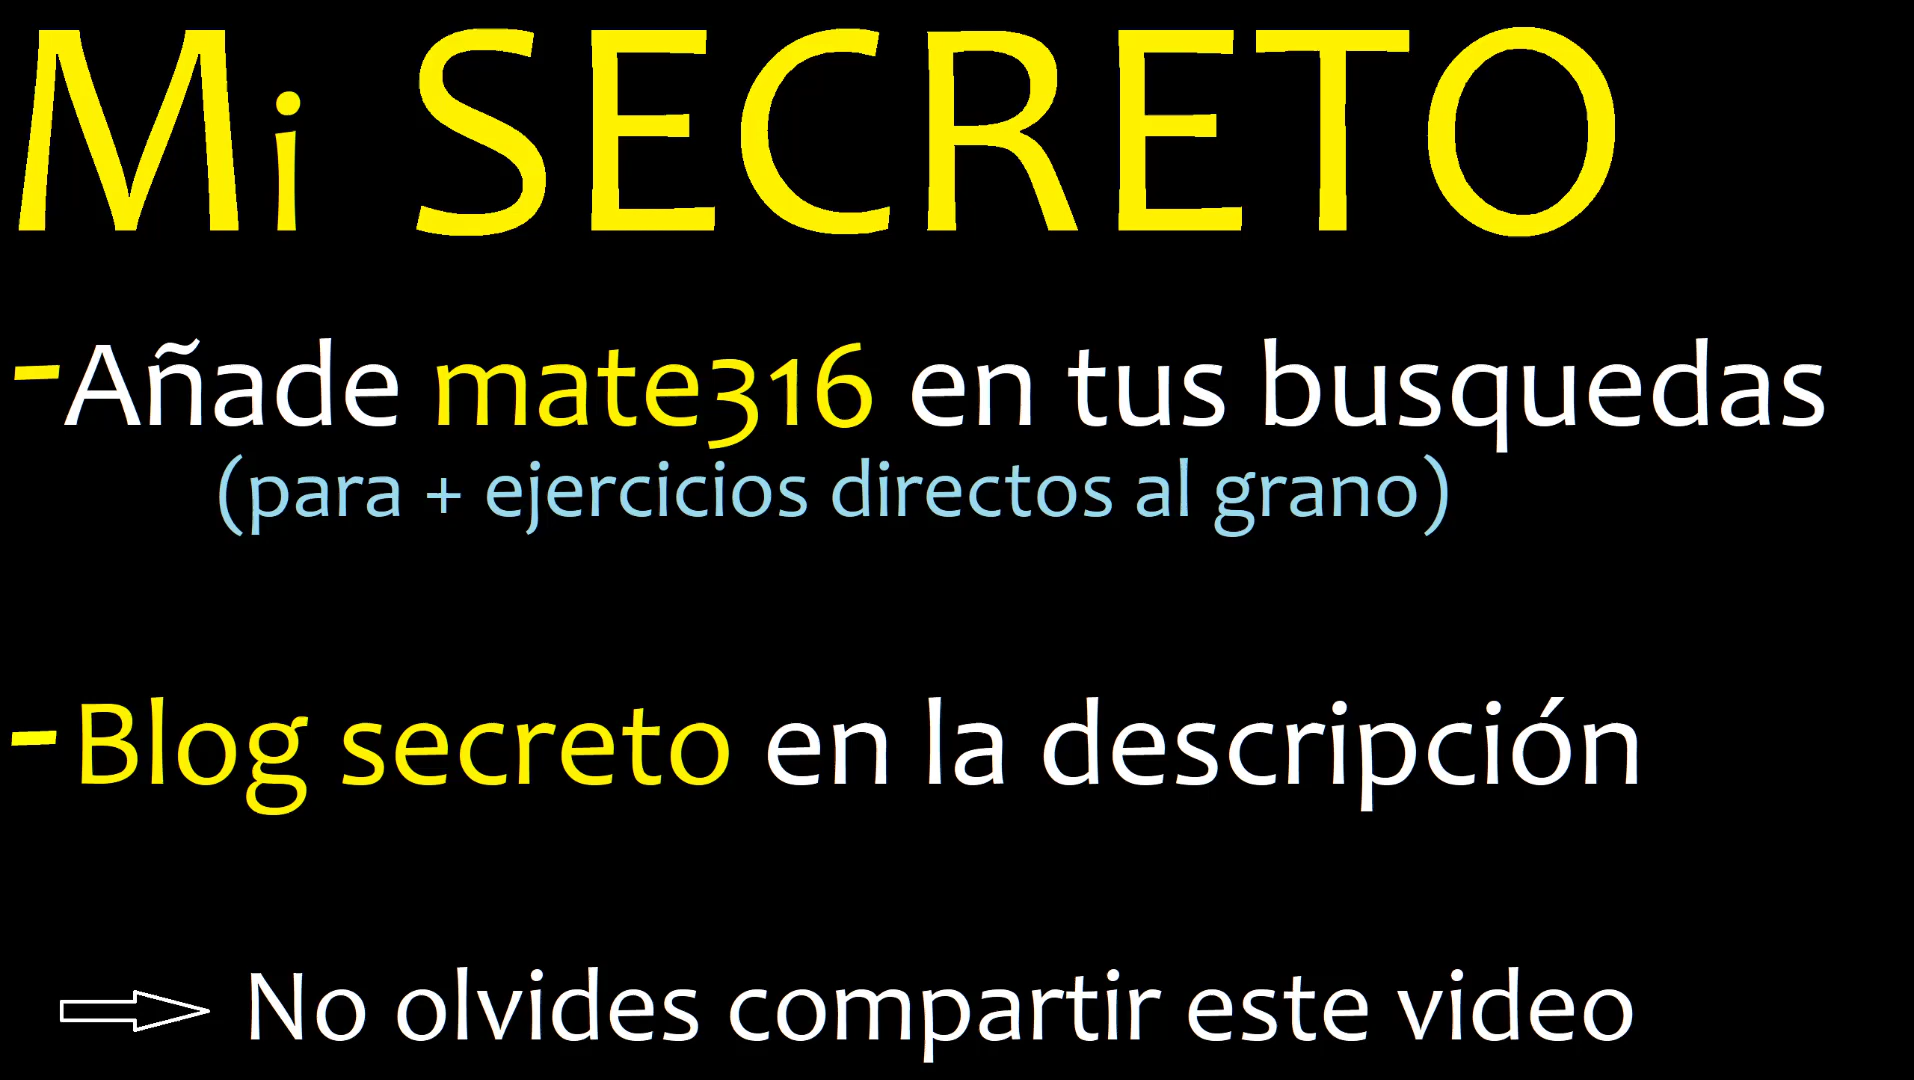 Mi SECRETO
-Añade mate316 en tus busquedas
(para + ejercicios directos al grano)
-Blog secreto en la descripción
No olvides compartir este video